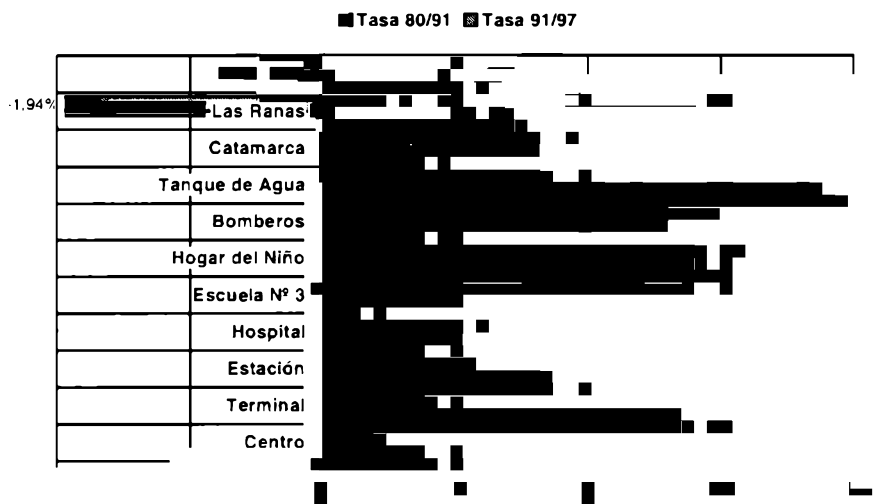 Tasa 80/91 Tasa 91/97
-1.94%
Las Ranas
Catamarca
Tanque de Agua
Bomberos
Hogar del Niño
Escuela Nº 3
Hospital
Estación
Terminal
Centro